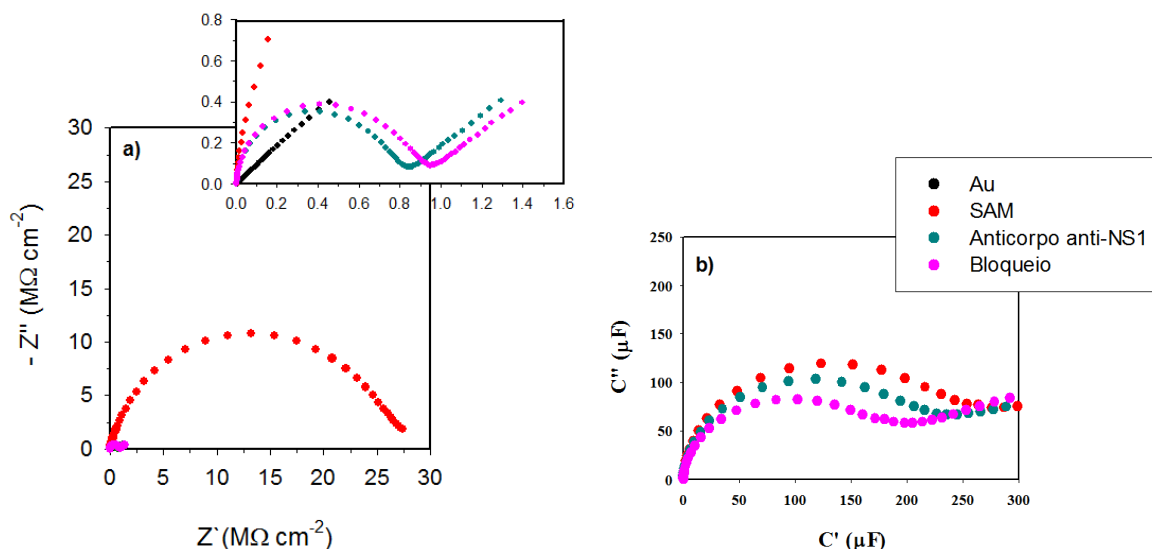 0.8
0.6
0.4
0.2
0.0
0.0 0.2 0.4 0.6 0.8 1.0 1.2 1.4 1.6
a)
30
25
20
15
10
5
0
0 5 10 15 20 25 30
- Z'' (MΩ cm⁻²)
Z`(MΩ cm⁻²)
Au
SAM
Anticorpo anti-NS1
Bloqueio
b)
250
200
150
100
50
0
0 50 100 150 200 250 300
C'' (μF)
C' (μF)